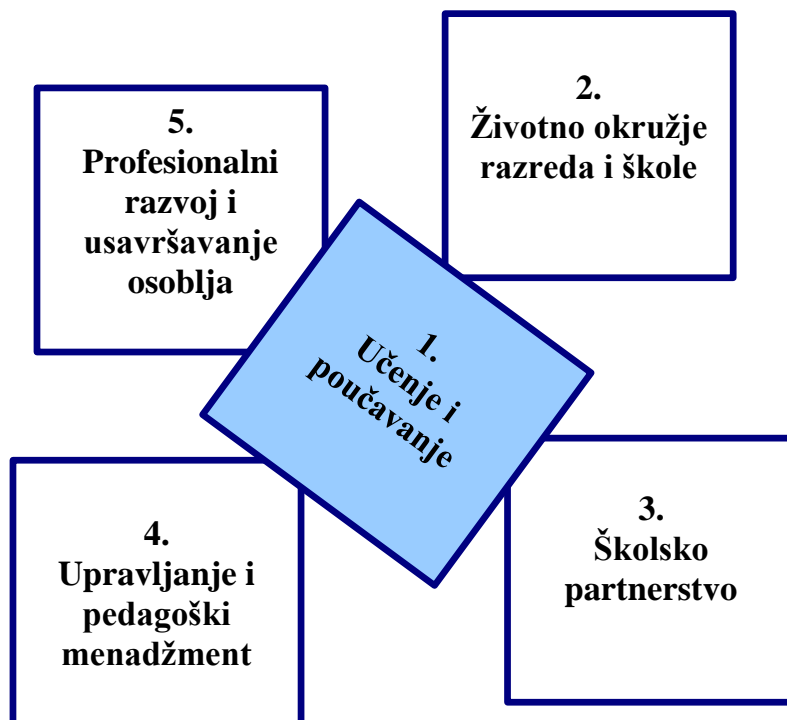 1.
Učenje i
poučavanje
2.
Životno okružje
razreda i škole
3.
Školsko
partnerstvo
4.
Upravljanje i
pedagoški
menadžment
5.
Profesionalni
razvoj i
usavršavanje
osoblja